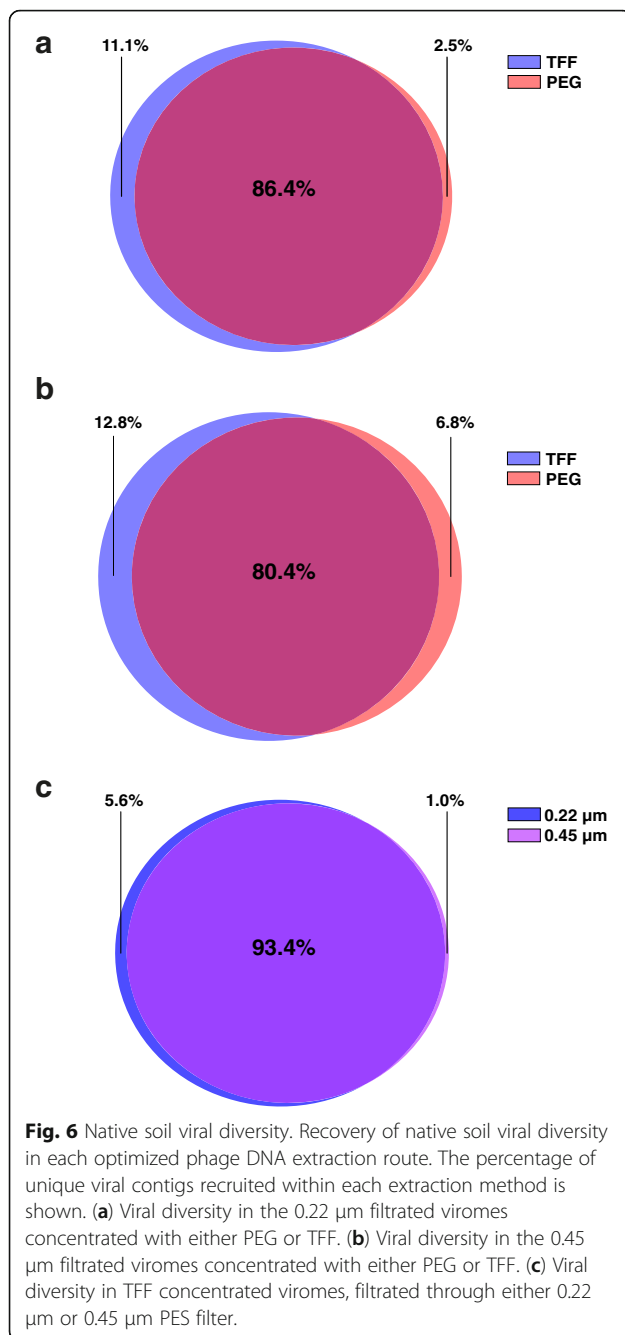 a
11.1%
2.5%
TFF
PEG
86.4%
b
12.8%
6.8%
TFF
PEG
80.4%
c
5.6%
1.0%
0.22 μm
0.45 μm
93.4%
Fig. 6 Native soil viral diversity. Recovery of native soil viral diversity
in each optimized phage DNA extraction route. The percentage of
unique viral contigs recruited within each extraction method is
shown. (a) Viral diversity in the 0.22 μm filtrated viromes
concentrated with either PEG or TFF. (b) Viral diversity in the 0.45
μm filtrated viromes concentrated with either PEG or TFF. (c) Viral
diversity in TFF concentrated viromes, filtrated through either 0.22
μm or 0.45 μm PES filter.